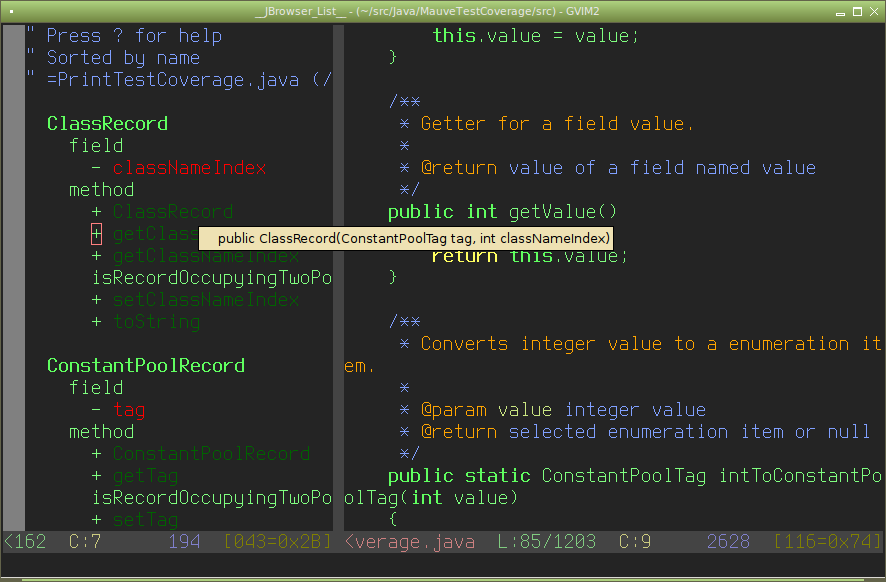 __JBrowser_List__ - (~/src/java/MauveTestCoverage/src) - GVIM2
" Press ? for help
" Sorted by name
" =PrintTestCoverage.java (/
ClassRecord
field
- classNameIndex
method
+ ClassRecord
+ getClass
+ getClassNameIndex
isRecordOccupyingTwoPo
+ setClassNameIndex
+ toString
ConstantPoolRecord
field
- tag
method
+ ConstantPoolRecord
+ getTag
isRecordOccupyingTwoPo
+ setTag
<162 C:7 194 [043=0x2B]
public ClassRecord(ConstantPoolTag tag, int classNameIndex)
this.value = value;
}
/**
* Getter for a field value.
*
* @return value of a field named value
*/
public int getValue()
return this.value;
}
/**
* Converts integer value to a enumeration it
em.
*
* @param value integer value
* @return selected enumeration item or null
*/
public static ConstantPoolTag intToConstantPo
olTag(int value)
{
<verage.java L:85/1203 C:9 2628 [116=0x74]